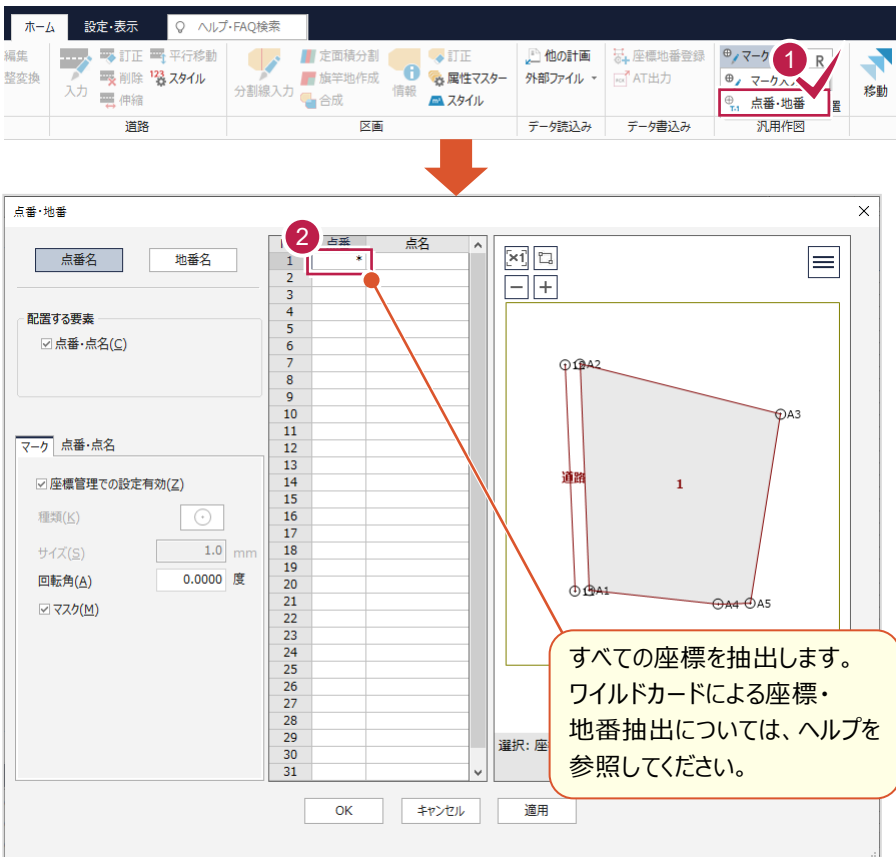 ホーム 設定・表示 ヘルプ・FAQ検索
編集 訂正 平行移動 定面積分割 訂正 他の計画 座標地番登録 マーク R
整変換 入力 削除 スタイル 分割線入力 旗竿地作成 情報 属性マスター 外部ファイル AT出力 マーク 移動
伸縮 合成 スタイル 点番・地番 置
道路 区画 データ読込み データ書込み 汎用作図
1
点番・地番
点番名 地番名
2
点番 点名
1 *
2
3
4
5
6
7
8
9
10
11
12
13
14
15
16
17
18
19
20
21
22
23
24
25
26
27
28
29
30
31
配置する要素
点番・点名(C)
マーク 点番・点名
座標管理での設定有効(Z)
種類(K)
サイズ(S) 1.0 mm
回転角(A) 0.0000 度
マスク(M)
×1
A2
A3
道路
1
A1
A4 A5
選択: 座
すべての座標を抽出します。
ワイルドカードによる座標・
地番抽出については、ヘルプを
参照してください。
OK キャンセル 適用